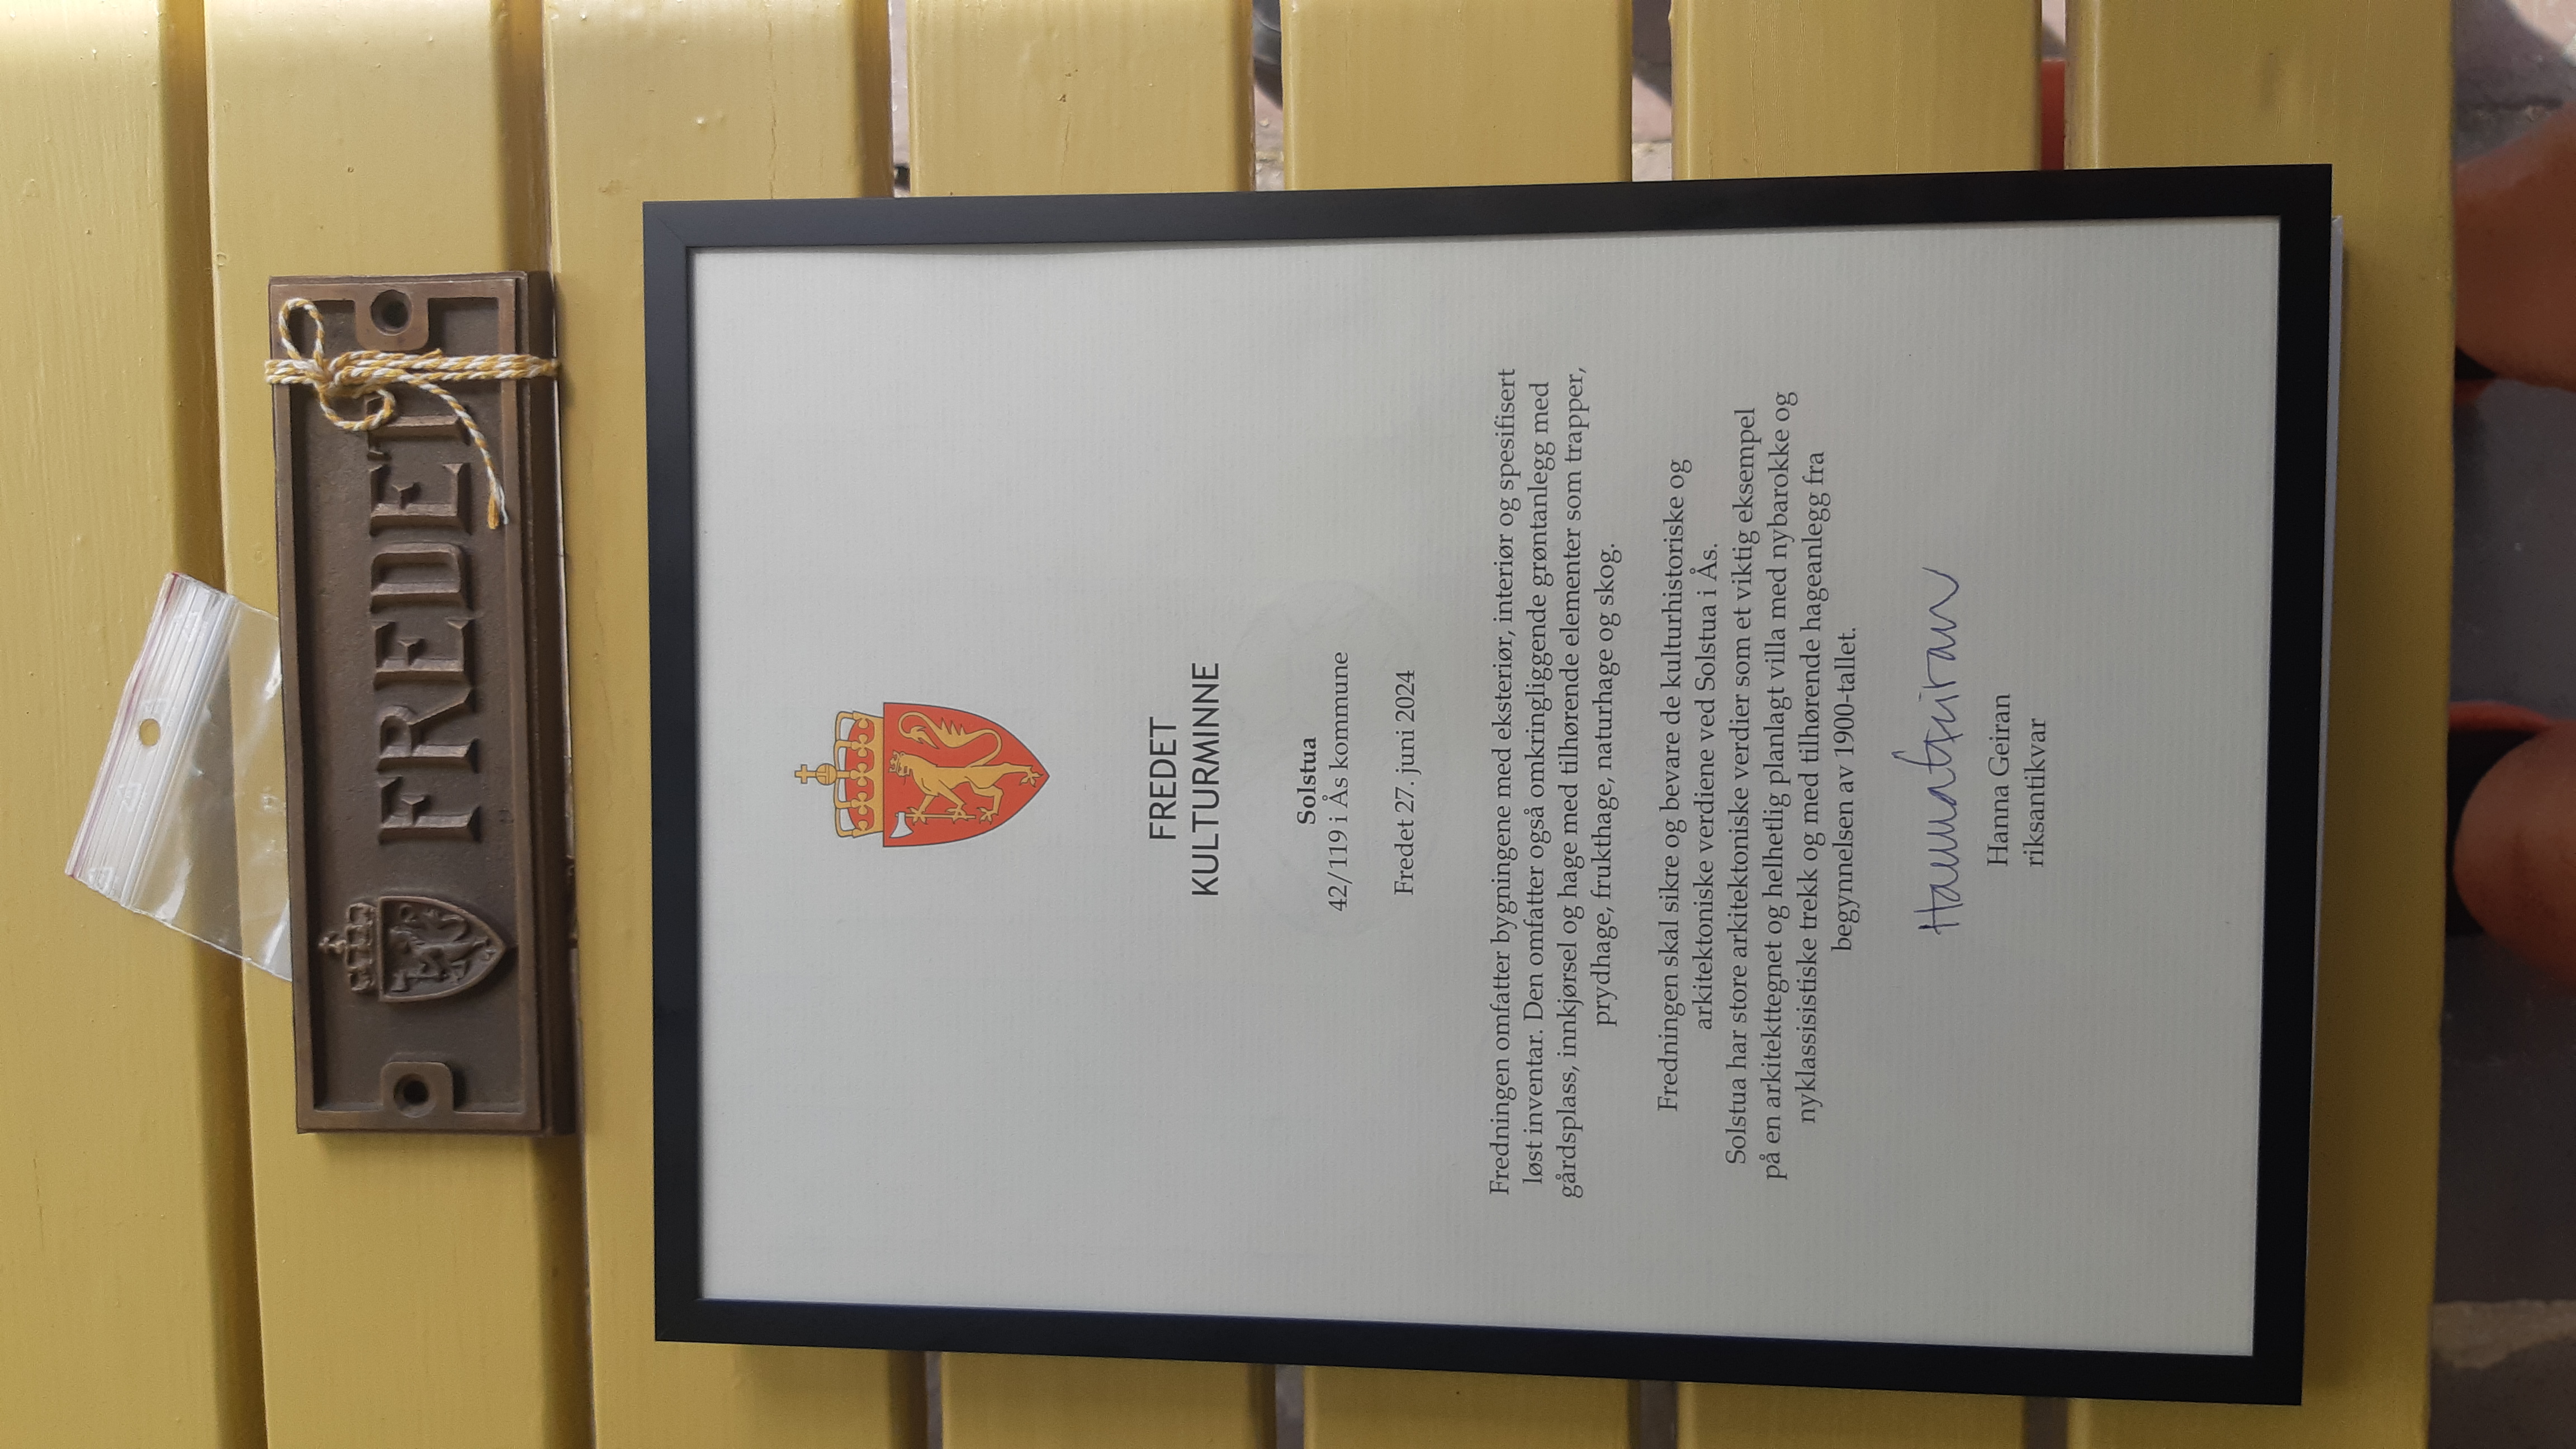 FREDET
FREDET
KULTURMINNE
Solstua
42/119 i Ås kommune
Fredet 27. juni 2024
Fredningen omfatter bygningene med eksteriør, interiør og spesifisert
løst inventar. Den omfatter også omkringliggende grøntanlegg med
gårdsplass, innkjørsel og hage med tilhørende elementer som trapper,
prydhage, frukthage, naturhage og skog.
Fredningen skal sikre og bevare de kulturhistoriske og
arkitektoniske verdiene ved Solstua i Ås.
Solstua har store arkitektoniske verdier som et viktig eksempel
på en arkitekttegnet og helhetlig planlagt villa med nybarokke og
nyklassisistiske trekk og med tilhørende hageanlegg fra
begynnelsen av 1900-tallet.
Hanna Geiran
Hanna Geiran
riksantikvar